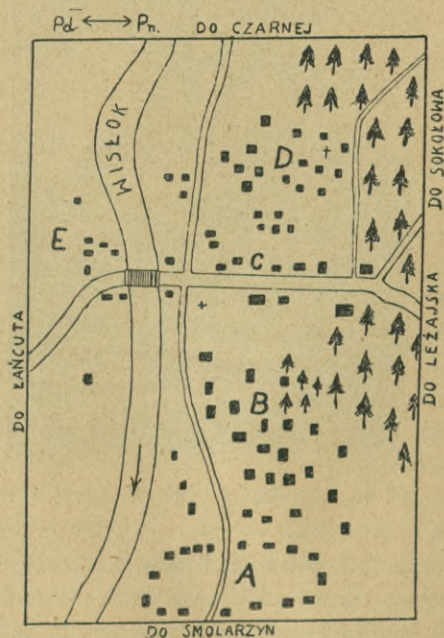 Pd ⟷ Pn. DO CZARNEJ
WISŁOK
DO SOKOŁOWA
D
E
C
DO ŁAŃCUTA
DO LEŻAJSKA
B
A
DO SMOLARZYN